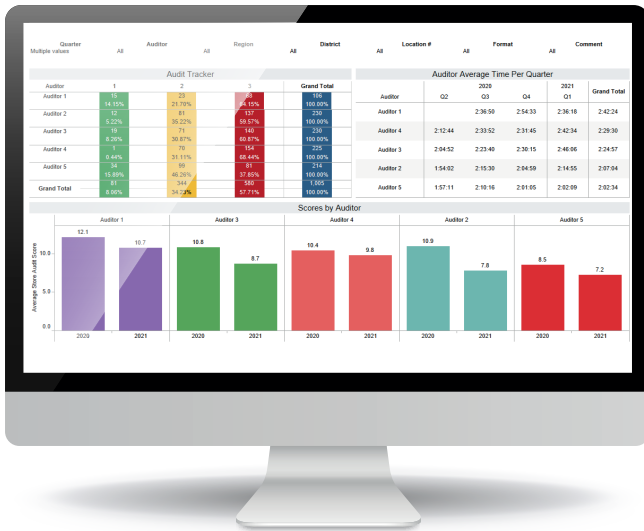 Quarter Auditor Region District Location # Format Comment
Multiple values All All All All All All
Audit Tracker
Auditor 1 2 3 Grand Total
Auditor 1 15 23 68 106
14.15% 21.70% 64.15% 100.00%
Auditor 2 12 81 137 230
5.22% 35.22% 59.57% 100.00%
Auditor 3 19 71 140 230
8.26% 30.87% 60.87% 100.00%
Auditor 4 1 70 154 225
0.44% 31.11% 68.44% 100.00%
Auditor 5 34 99 81 214
15.89% 46.26% 37.85% 100.00%
Grand Total 81 344 580 1,005
8.06% 34.23% 57.71% 100.00%
Auditor Average Time Per Quarter
2020 2021
Auditor Q2 Q3 Q4 Q1 Grand Total
Auditor 1 2:36:50 2:54:33 2:36:18 2:42:24
Auditor 4 2:12:44 2:33:52 2:31:45 2:42:34 2:29:30
Auditor 3 2:04:52 2:23:40 2:30:15 2:46:06 2:24:57
Auditor 2 1:54:02 2:15:30 2:04:59 2:14:55 2:07:04
Auditor 5 1:57:11 2:10:16 2:01:05 2:02:09 2:02:34
Scores by Auditor
Auditor 1 Auditor 3 Auditor 4 Auditor 2 Auditor 5
12.1 10.7 10.8 8.7 10.4 9.8 10.9 7.8 8.5 7.2
Average Store Audit Score
10.0
5.0
0.0
2020 2021 2020 2021 2020 2021 2020 2021 2020 2021